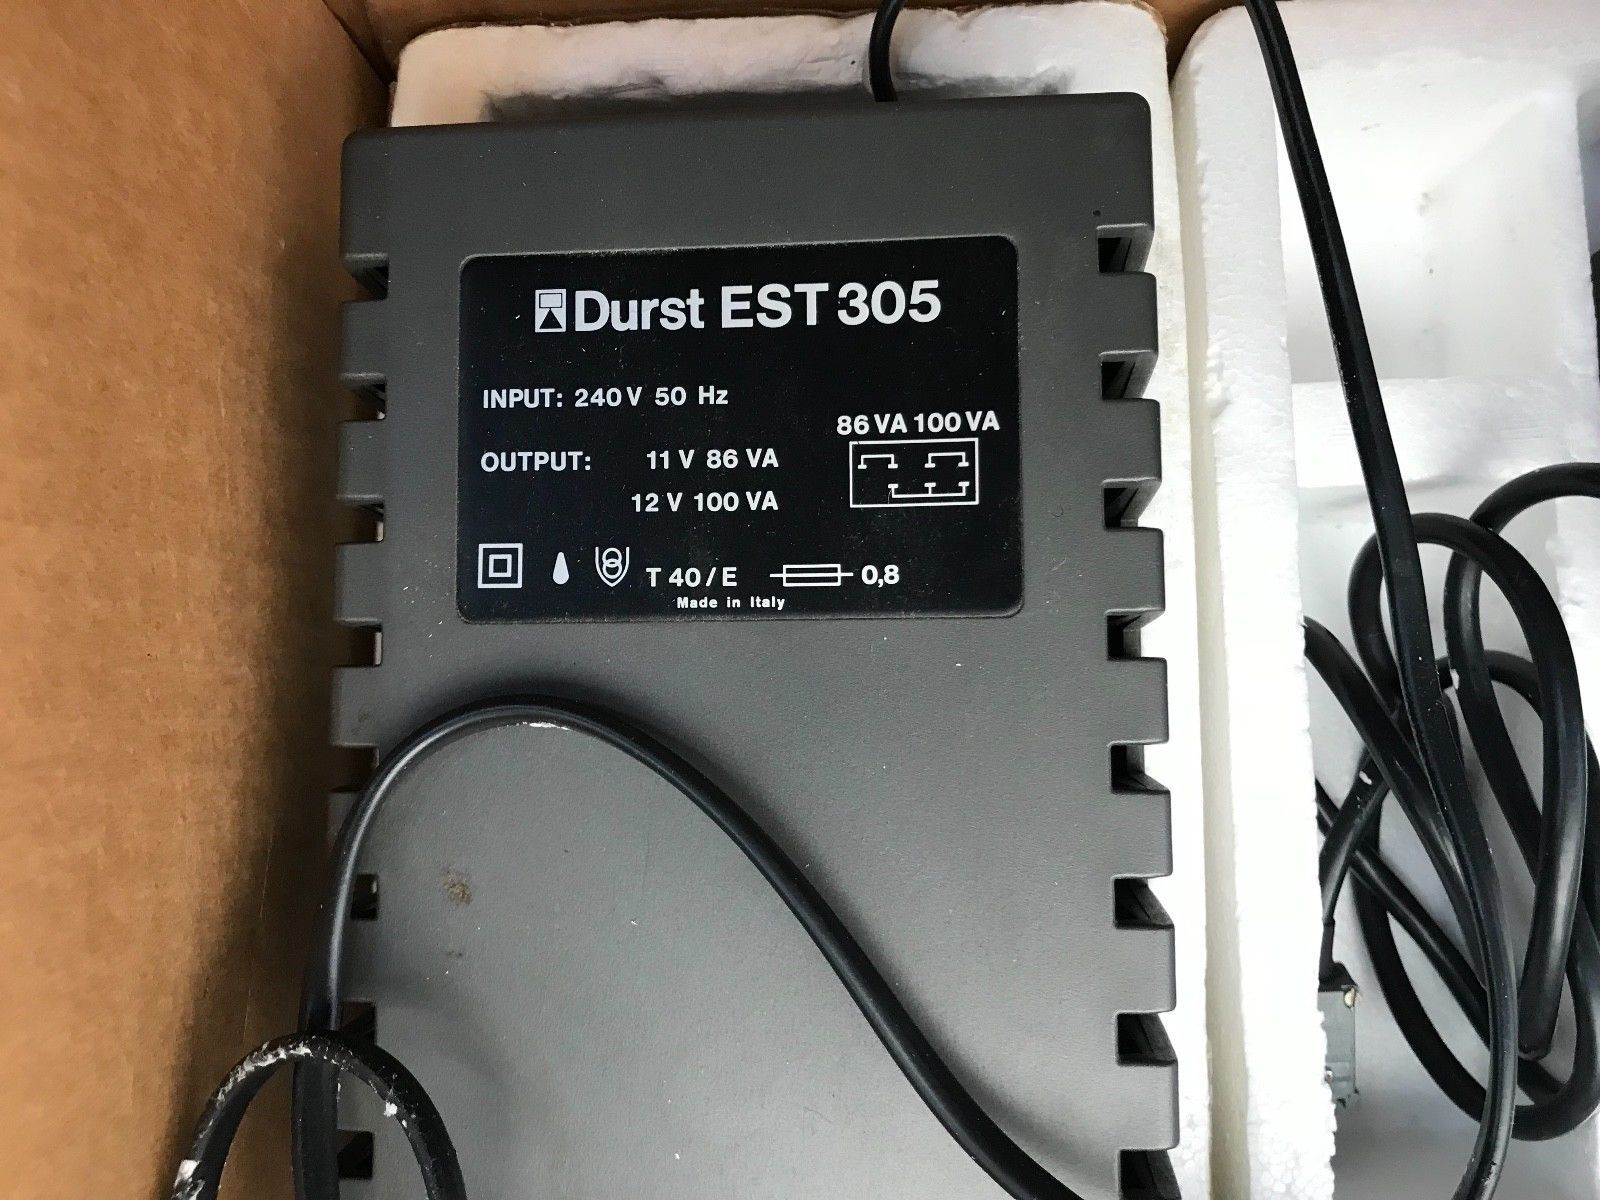 Durst EST 305
INPUT: 240 V 50 Hz
86 VA 100 VA
OUTPUT: 11 V 86 VA
12 V 100 VA
T 40/E 0,8
Made in Italy